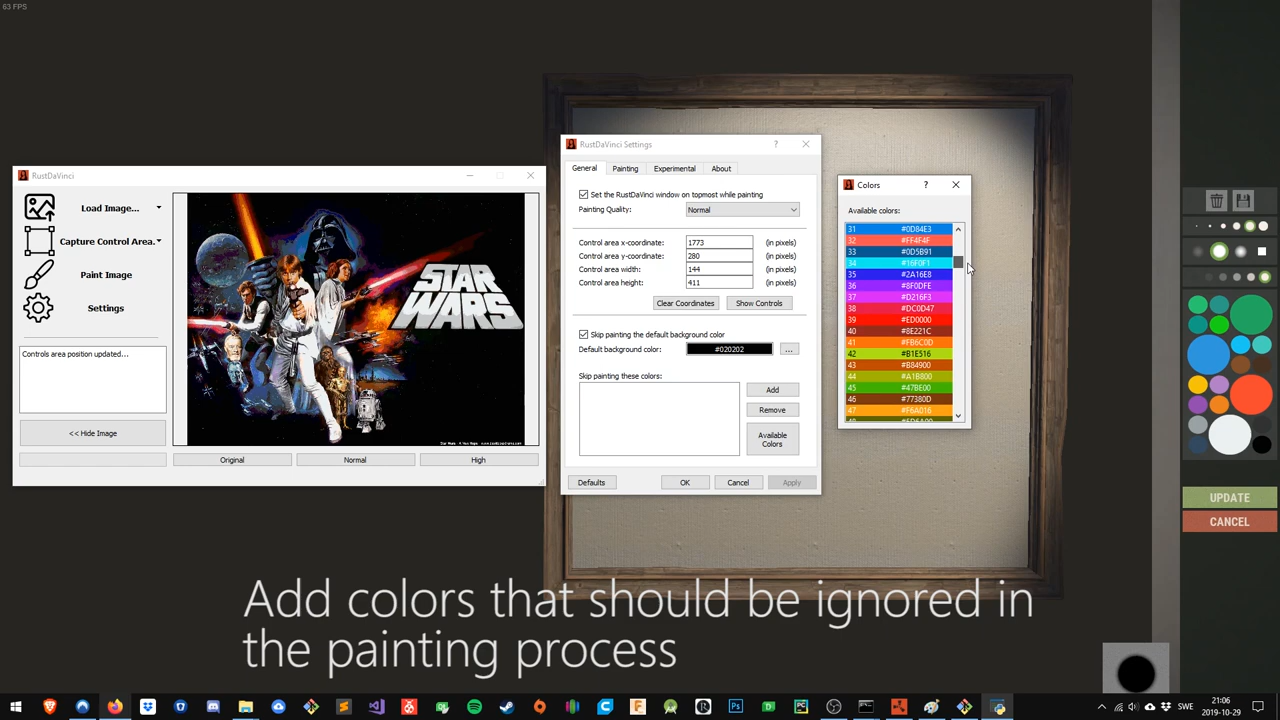 63 FPS
RustDaVinci
Load Image...
Capture Control Area.
Paint Image
Settings
Controls area position updated...
<< Hide Image
STAR
WARS
Original
Normal
High
RustDaVinci Settings
?
General
Painting
Experimental
About
Set the RustDaVinci window on topmost while painting
Painting Quality:
Normal
Control area x-coordinate:
1773
(in pixels)
Control area y-coordinate:
280
(in pixels)
Control area width:
144
(in pixels)
Control area height:
411
(in pixels)
Clear Coordinates
Show Controls
Skip painting the default background color
Default background color:
#020202
...
Skip painting these colors:
Add
Remove
Available
Colors
Defaults
OK
Cancel
Apply
Colors
?
Available colors:
31 #0D84E3
32 #FF4F4F
33 #0D5B91
34 #16F0F1
35 #2A16E8
36 #8F0DFE
37 #D216F3
38 #DC0D47
39 #ED0000
40 #8E221C
41 #FB6C0D
42 #B1E516
43 #B84900
44 #A1B800
45 #47BE00
46 #77380D
47 #F6A016
UPDATE
CANCEL
Add colors that should be ignored in
the painting process
SWE
21:06
2019-10-29